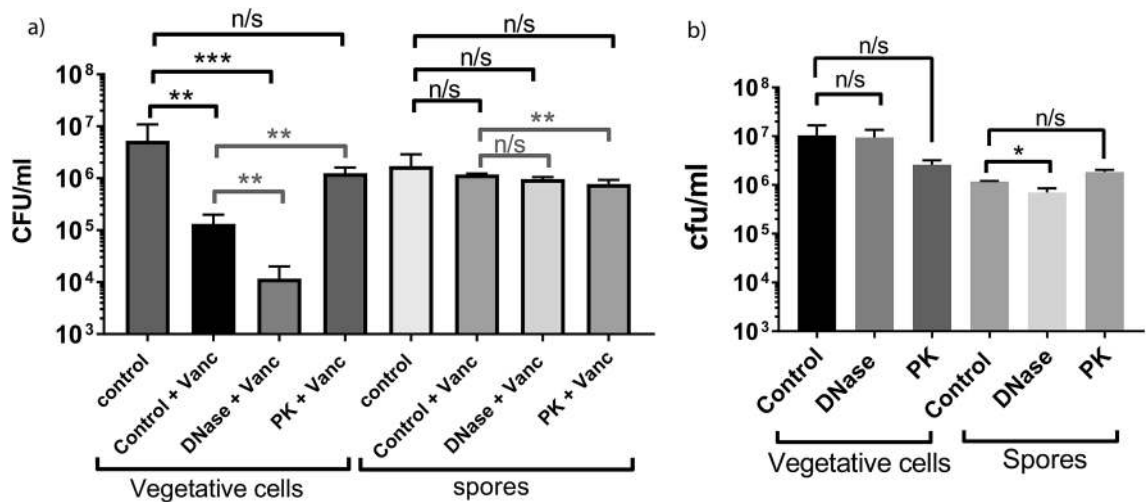 a)
n/s
n/s
***
n/s
**
n/s
**
**
n/s
**
CFU/ml
10⁸
10⁷
10⁶
10⁵
10⁴
10³
control
Control + Vanc
DNase + Vanc
PK + Vanc
control
Control + Vanc
DNase + Vanc
PK + Vanc
Vegetative cells
spores
b)
n/s
n/s
n/s
*
cfu/ml
10⁸
10⁷
10⁶
10⁵
10⁴
10³
Control
DNase
PK
Control
DNase
PK
Vegetative cells
Spores